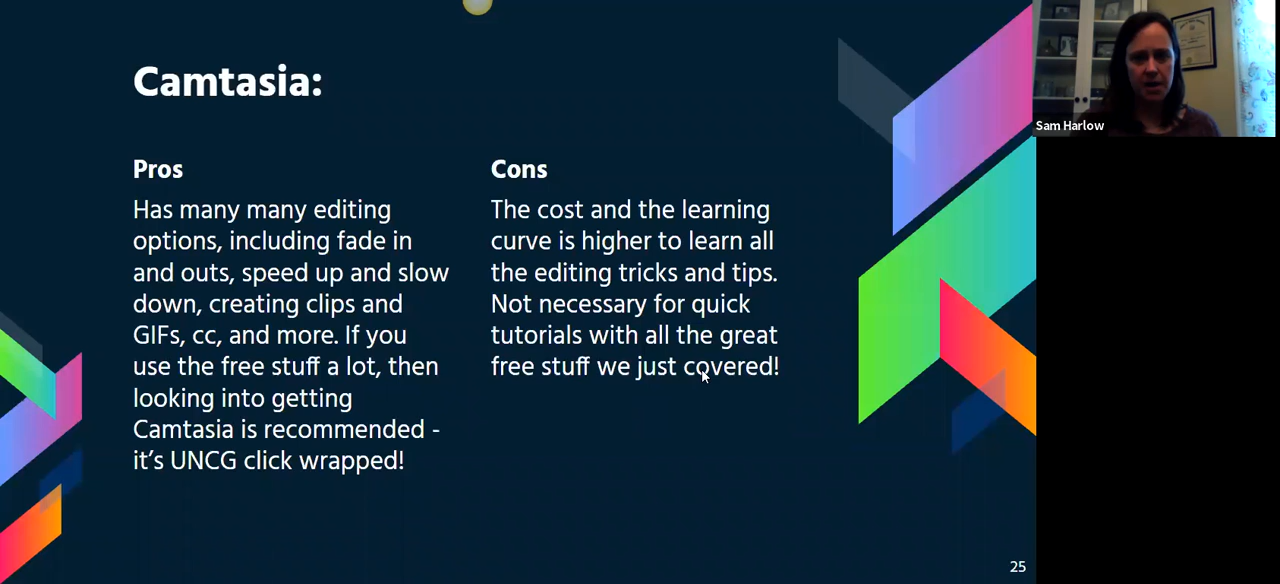 Camtasia:
Pros
Has many many editing
options, including fade in
and outs, speed up and slow
down, creating clips and
GIFs, cc, and more. If you
use the free stuff a lot, then
looking into getting
Camtasia is recommended -
it’s UNCG click wrapped!
Cons
The cost and the learning
curve is higher to learn all
the editing tricks and tips.
Not necessary for quick
tutorials with all the great
free stuff we just covered!
Sam Harlow
25